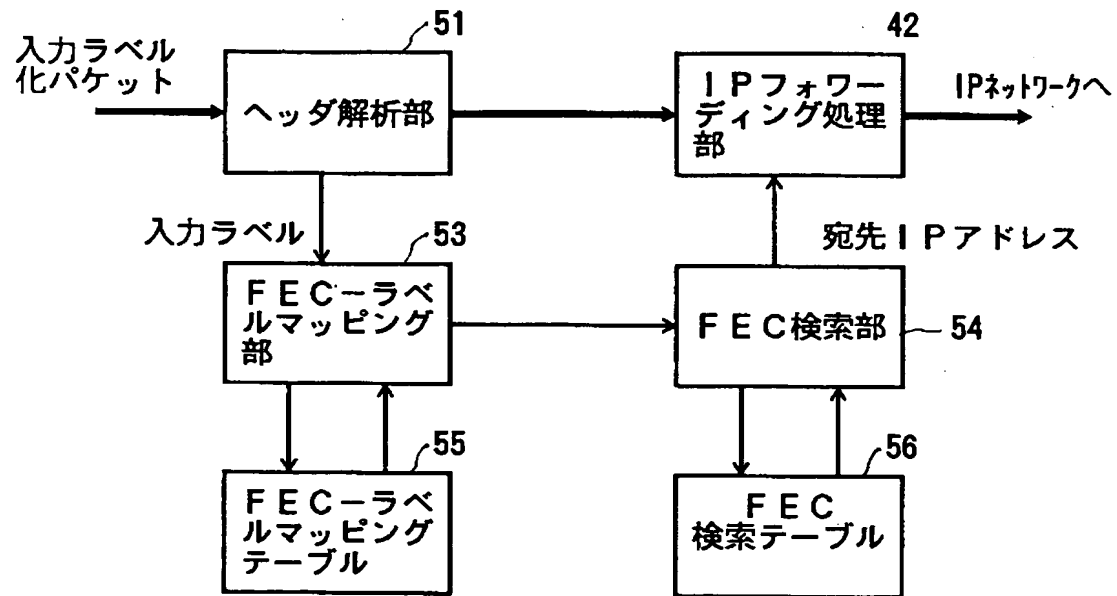 入力ラベル
化パケット
51
ヘッダ解析部
42
IPフォワー
ディング処理
部
IPネットワークへ
入力ラベル
53
FEC－ラベ
ルマッピング
部
宛先IPアドレス
FEC検索部
54
55
FEC－ラベ
ルマッピング
テーブル
56
FEC
検索テーブル